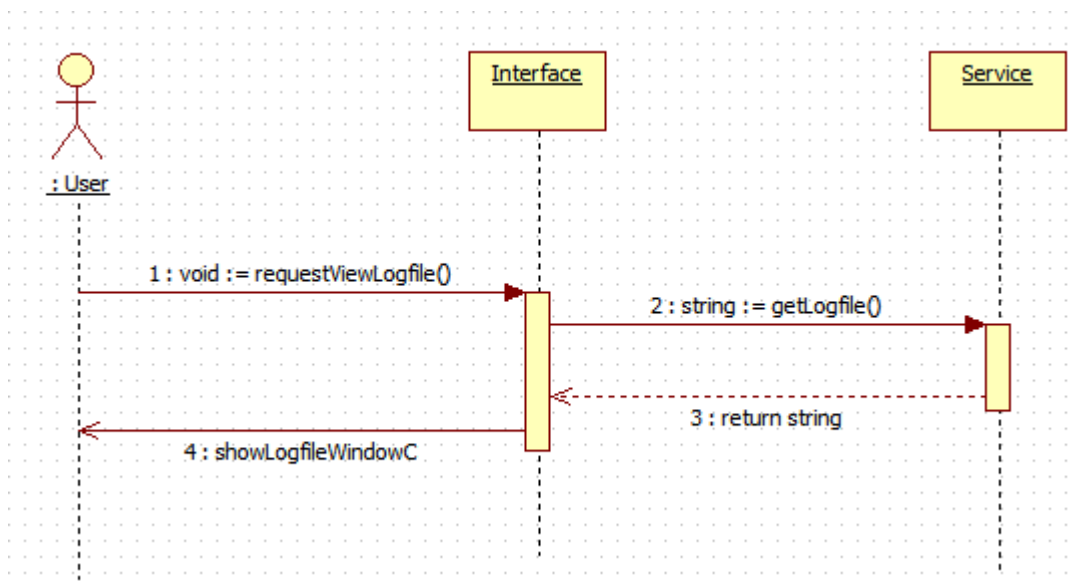 Interface
Service
: User
1 : void := requestViewLogfile()
2 : string := getLogfile()
3 : return string
4 : showLogfileWindowC